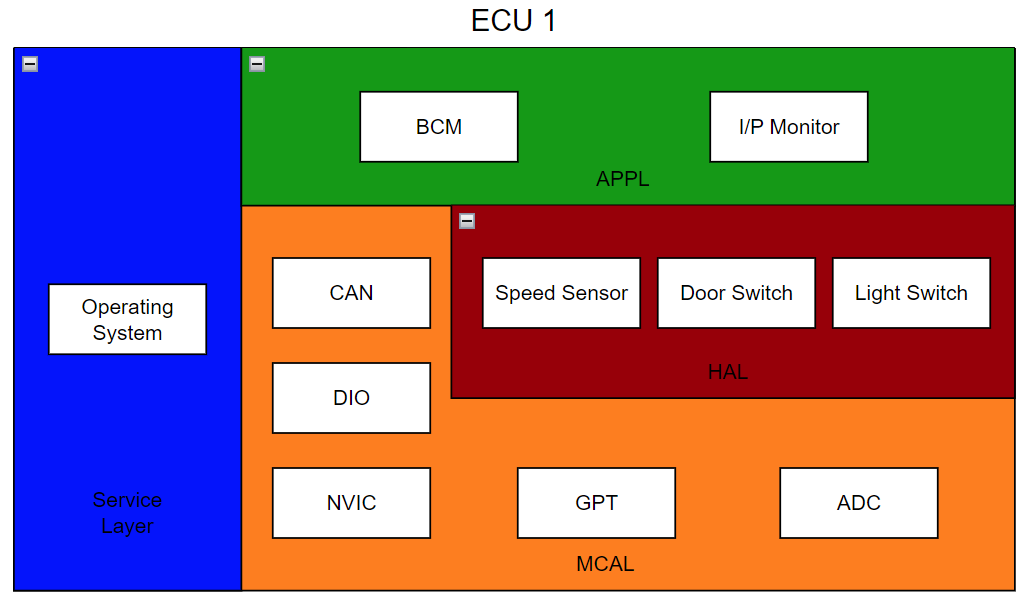 ECU 1
BCM
I/P Monitor
APPL
CAN
Speed Sensor
Door Switch
Light Switch
Operating
System
HAL
DIO
Service
Layer
NVIC
GPT
ADC
MCAL